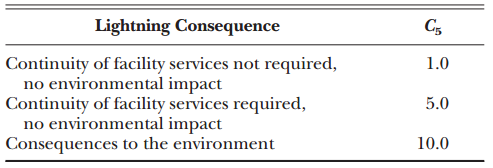 Lightning Consequence C5
Continuity of facility services not required, 1.0
no environmental impact
Continuity of facility services required, 5.0
no environmental impact
Consequences to the environment 10.0